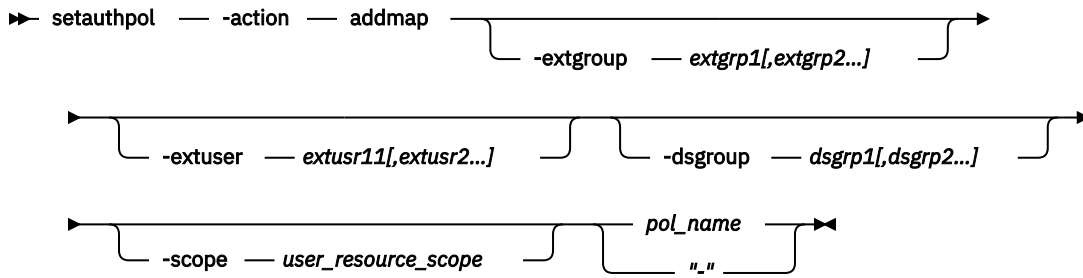 setauthpol -action addmap
-extgroup extgrp1[,extgrp2...]
-extuser extusr11[,extusr2...] -dsgroup dsgrp1[,dsgrp2...]
pol_name
-scope user_resource_scope "-"